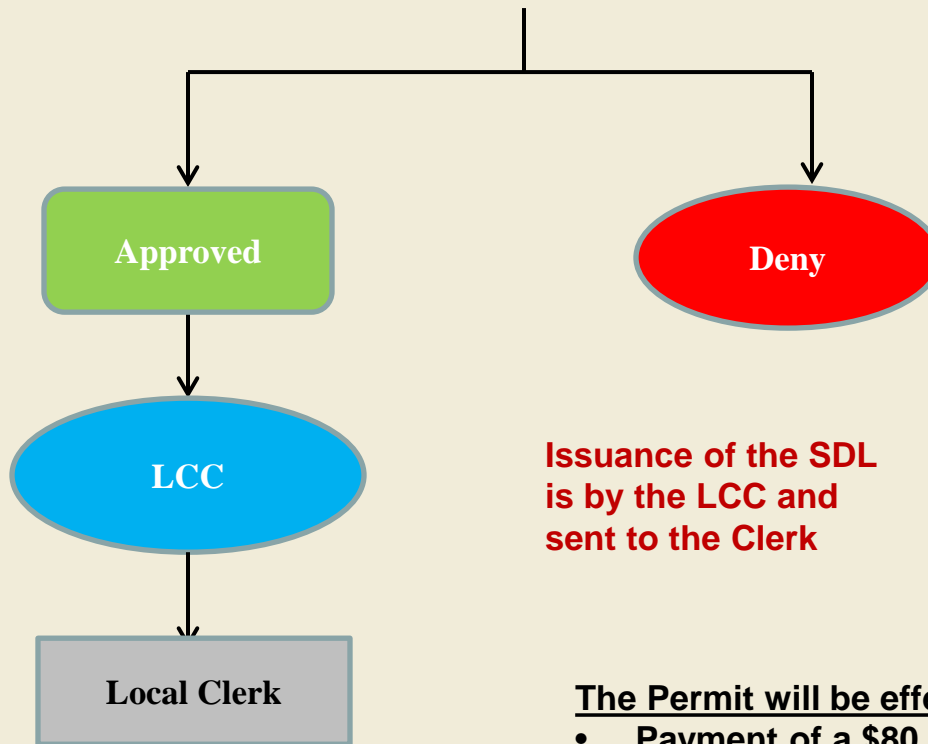 Approved
Deny
LCC
Issuance of the SDL
is by the LCC and
sent to the Clerk
Local Clerk
The Permit will be
• Payment of a $80